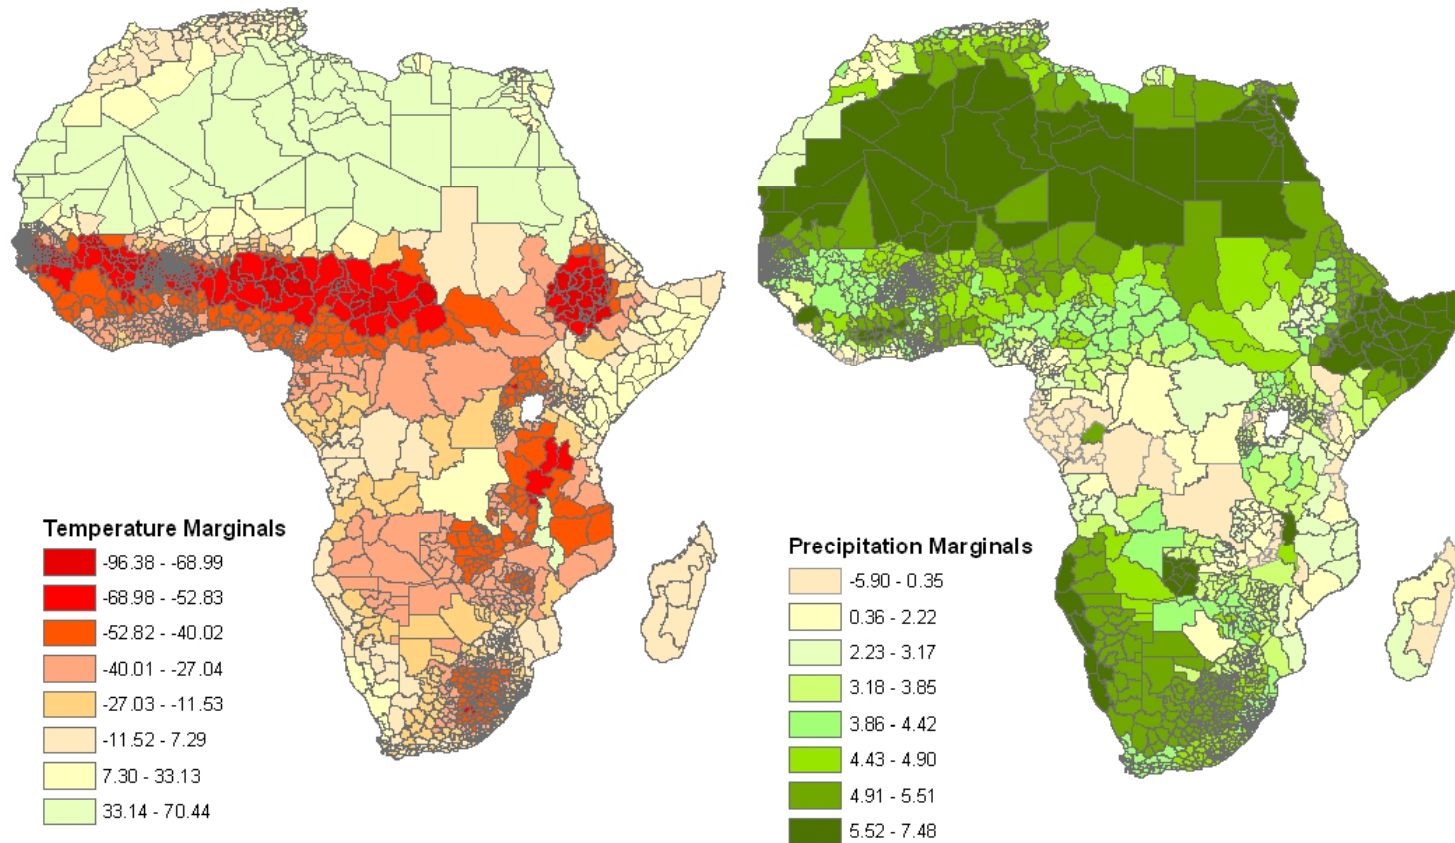 Temperature Marginals
-96.38 - -68.99
-68.98 - -52.83
-52.82 - -40.02
-40.01 - -27.04
-27.03 - -11.53
-11.52 - 7.29
7.30 - 33.13
33.14 - 70.44
Precipitation Marginals
-5.90 - 0.35
0.36 - 2.22
2.23 - 3.17
3.18 - 3.85
3.86 - 4.42
4.43 - 4.90
4.91 - 5.51
5.52 - 7.48